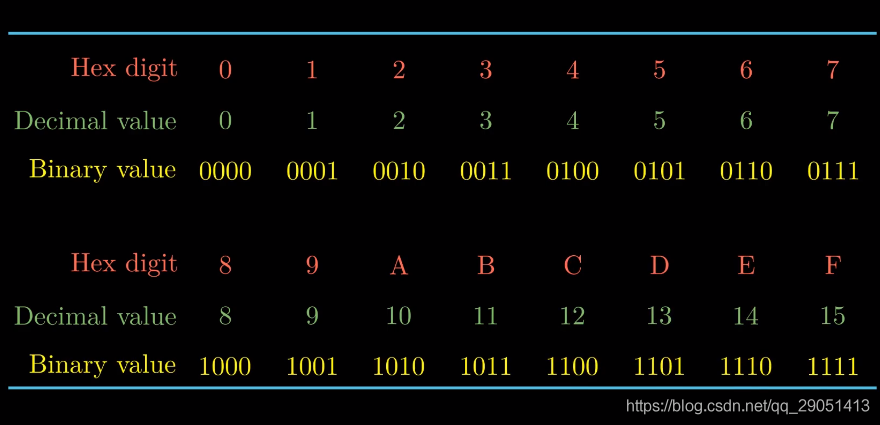 Hex digit 0 1 2 3 4 5 6 7
Decimal value 0 1 2 3 4 5 6 7
Binary value 0000 0001 0010 0011 0100 0101 0110 0111
Hex digit 8 9 A B C D E F
Decimal value 8 9 10 11 12 13 14 15
Binary value 1000 1001 1010 1011 1100 1101 1110 1111
https://blog.csdn.net/qq_29051413